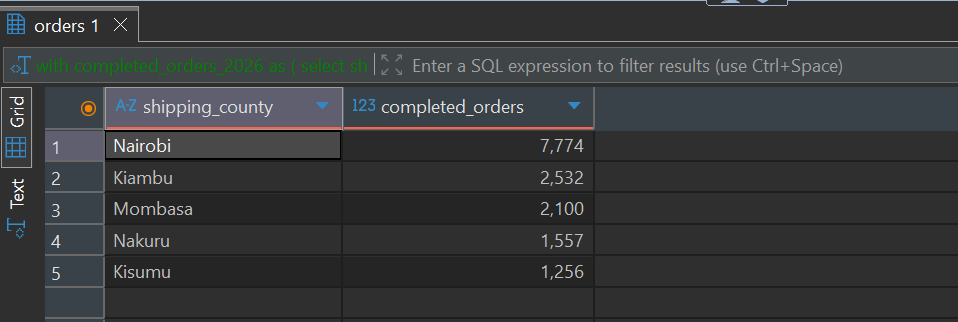 orders 1
with completed_orders_2026 as ( select sh
Enter a SQL expression to filter results (use Ctrl+Space)
Grid
Text
A-Z shipping_county 123 completed_orders
1 Nairobi 7,774
2 Kiambu 2,532
3 Mombasa 2,100
4 Nakuru 1,557
5 Kisumu 1,256